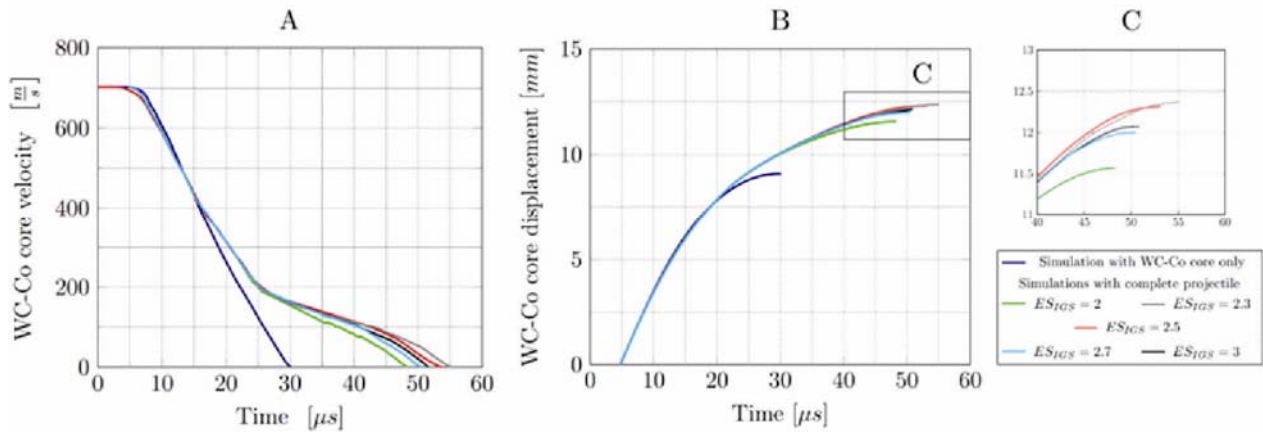 A
B
C
800
700
600
400
200
0
0
10
20
30
40
50
60
WC-Co core velocity [m/s]
Time [μs]
15
10
5
0
0
10
20
30
40
50
60
WC-Co core displacement [mm]
Time [μs]
C
13
12.5
12
11.5
11
40
45
50
55
60
Simulation with WC-Co core only
Simulations with complete projectile
ES_IGS = 2
ES_IGS = 2.3
ES_IGS = 2.5
ES_IGS = 2.7
ES_IGS = 3